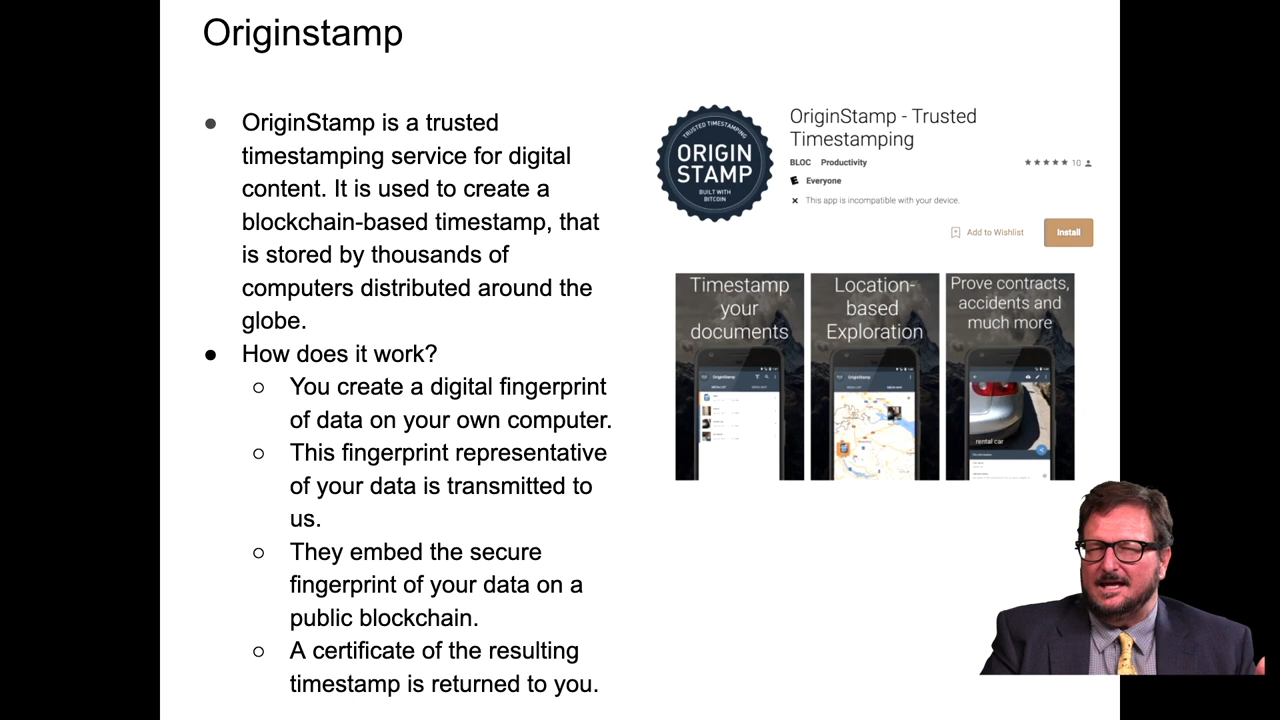 Originstamp
● OriginStamp is a trusted
timestamping service for digital
content. It is used to create a
blockchain-based timestamp, that
is stored by thousands of
computers distributed around the
globe.
● How does it work?
○ You create a digital fingerprint
of data on your own computer.
○ This fingerprint representative
of your data is transmitted to
us.
○ They embed the secure
fingerprint of your data on a
public blockchain.
○ A certificate of the resulting
timestamp is returned to you.
TRUSTED TIMESTAMPING
ORIGIN
STAMP
BUILT WITH
BITCOIN
OriginStamp - Trusted
Timestamping
BLOC Productivity
10
Everyone
This app is incompatible with your device.
Add to Wishlist
Install
Timestamp
your
documents
OriginStamp
Location-
based
Exploration
OriginStamp
Prove contracts,
accidents and
much more
rental car